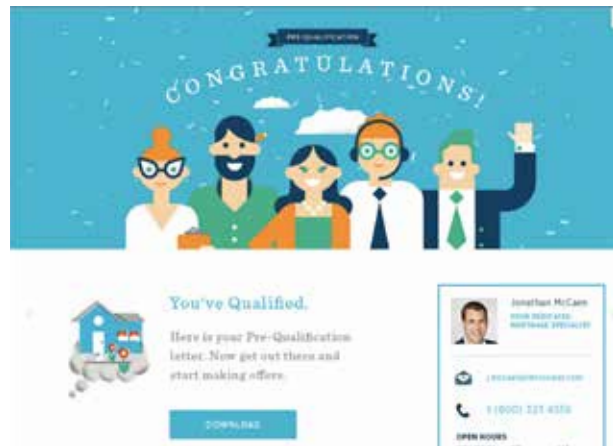 PRE-QUALIFICATION
CONGRATULATIONS!
You've Qualified.
Here is your Pre-Qualification
letter. Now get out there and
start making offers.
DOWNLOAD
Jonathan McCaen
YOUR DEDICATED
MORTGAGE SPECIALIST
OPEN HOURS